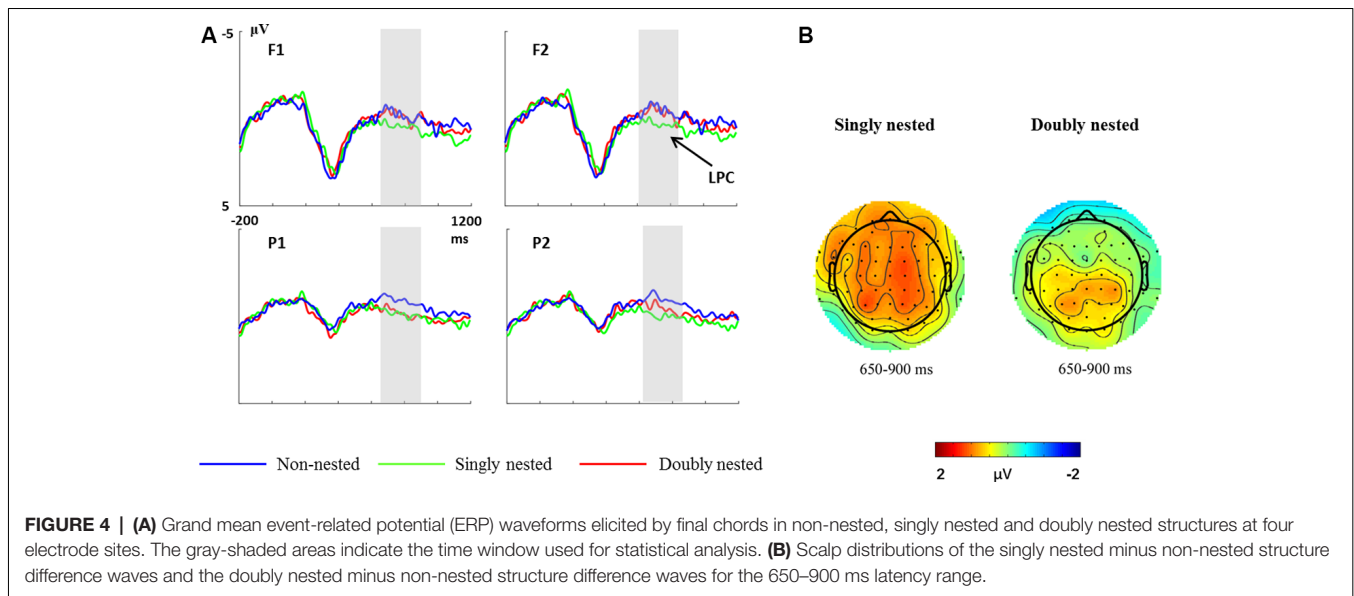 A
µV
-5
F1
F2
LPC
5
-200
1200
ms
P1
P2
Non-nested
Singly nested
Doubly nested
B
Singly nested
Doubly nested
650-900 ms
650-900 ms
2
µV
-2
FIGURE 4 | (A) Grand mean event-related potential (ERP) waveforms elicited by final chords in non-nested, singly nested and doubly nested structures at four
electrode sites. The gray-shaded areas indicate the time window used for statistical analysis. (B) Scalp distributions of the singly nested minus non-nested structure
difference waves and the doubly nested minus non-nested structure difference waves for the 650–900 ms latency range.